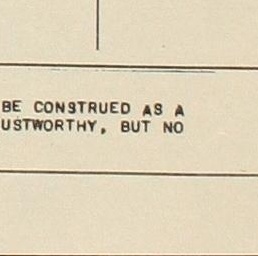 BE CONSTRUED AS A
USTWORTHY, BUT NO